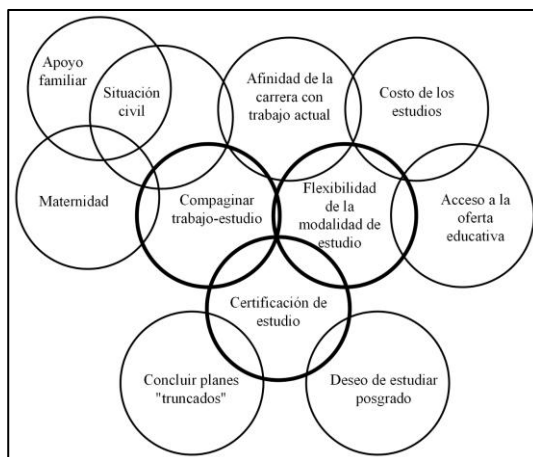 Apoyo
familiar
Situación
civil
Afinidad de la
carrera con
trabajo actual
Costo de los
estudios
Maternidad
Compaginar
trabajo-estudio
Flexibilidad
de la
modalidad de
estudio
Acceso a la
oferta
educativa
Certificación de
estudio
Concluir planes
"truncados"
Deseo de estudiar
posgrado